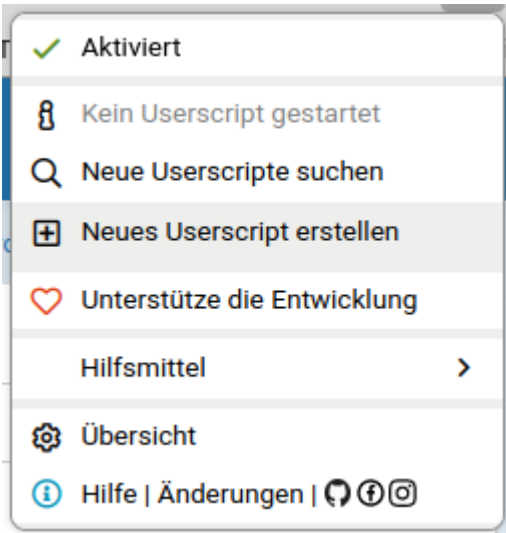 Aktiviert
Kein Userscript gestartet
Neue Userscripte suchen
Neues Userscript erstellen
Unterstütze die Entwicklung
Hilfsmittel
Übersicht
Hilfe | Änderungen |